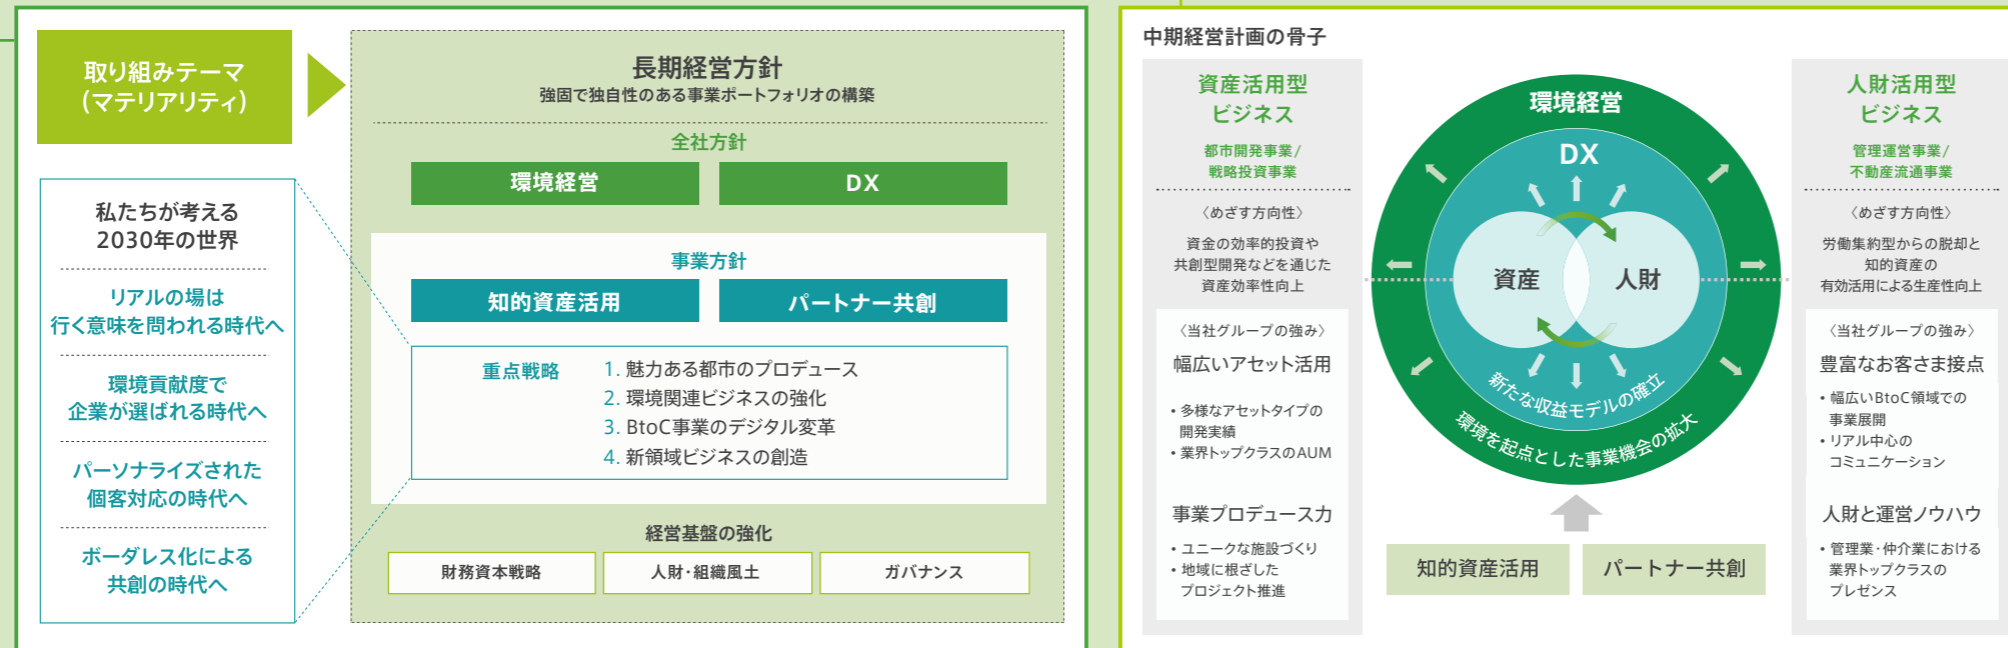 取り組みテーマ
(マテリアリティ)
私たちが考える
2030年の世界
リアルの場は
行く意味を問われる時代へ
環境貢献度で
企業が選ばれる時代へ
パーソナライズされた
個客対応の時代へ
ボーダレス化による
共創の時代へ
長期経営方針
強固で独自性のある事業ポートフォリオの構築
全社方針
環境経営
DX
事業方針
知的資産活用
パートナー共創
重点戦略
1. 魅力ある都市のプロデュース
2. 環境関連ビジネスの強化
3. BtoC事業のデジタル変革
4. 新領域ビジネスの創造
経営基盤の強化
財務資本戦略
人財・組織風土
ガバナンス
中期経営計画の骨子
資産活用型
ビジネス
都市開発事業/
戦略投資事業
〈めざす方向性〉
資金の効率的投資や
共創型開発などを通じた
資産効率性向上
〈当社グループの強み〉
幅広いアセット活用
• 多様なアセットタイプの
開発実績
• 業界トップクラスのAUM
事業プロデュース力
• ユニークな施設づくり
• 地域に根ざした
プロジェクト推進
環境経営
DX
資産
人財
新たな収益モデルの確立
環境を起点とした事業機会の拡大
知的資産活用
パートナー共創
人財活用型
ビジネス
管理運営事業/
不動産流通事業
〈めざす方向性〉
労働集約型からの脱却と
知的資産の
有効活用による生産性向上
〈当社グループの強み〉
豊富なお客さま接点
• 幅広いBtoC領域での
事業展開
• リアル中心の
コミュニケーション
人財と運営ノウハウ
• 管理業・仲介業における
業界トップクラスの
プレゼンス